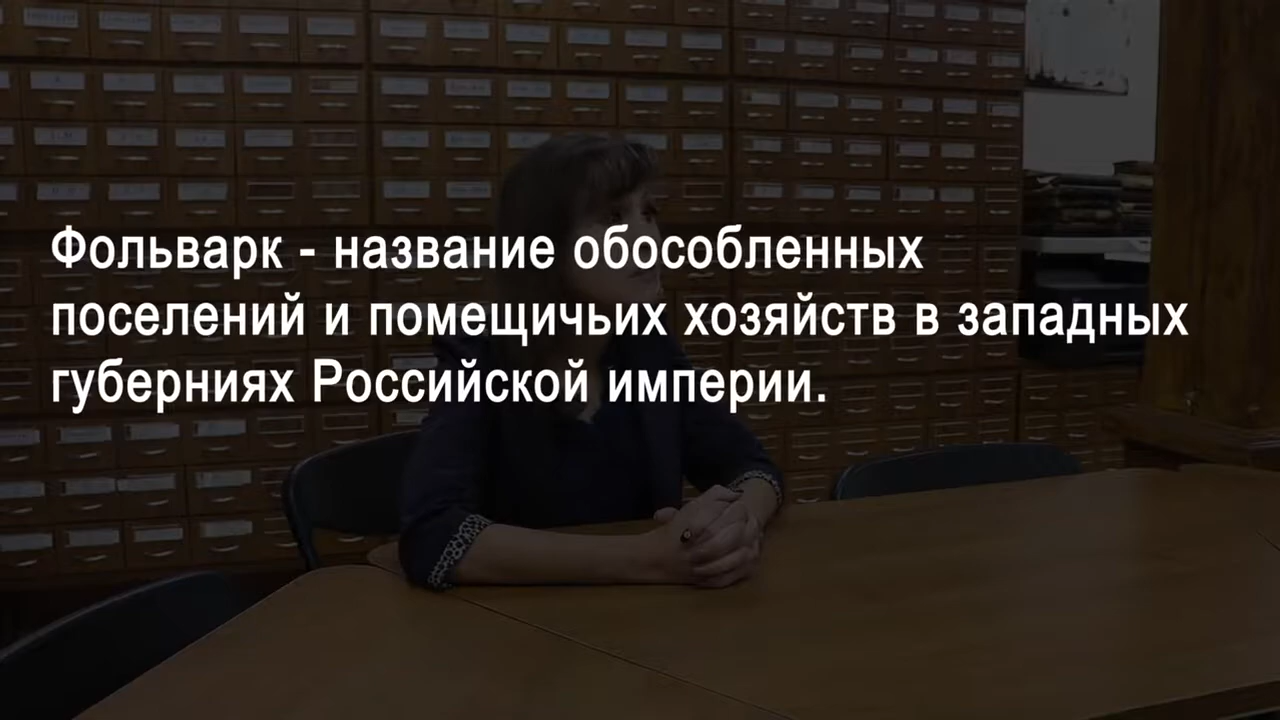 Фольварк - название обособленных
поселений и помещичьих хозяйств в западных
губерниях Российской империи.